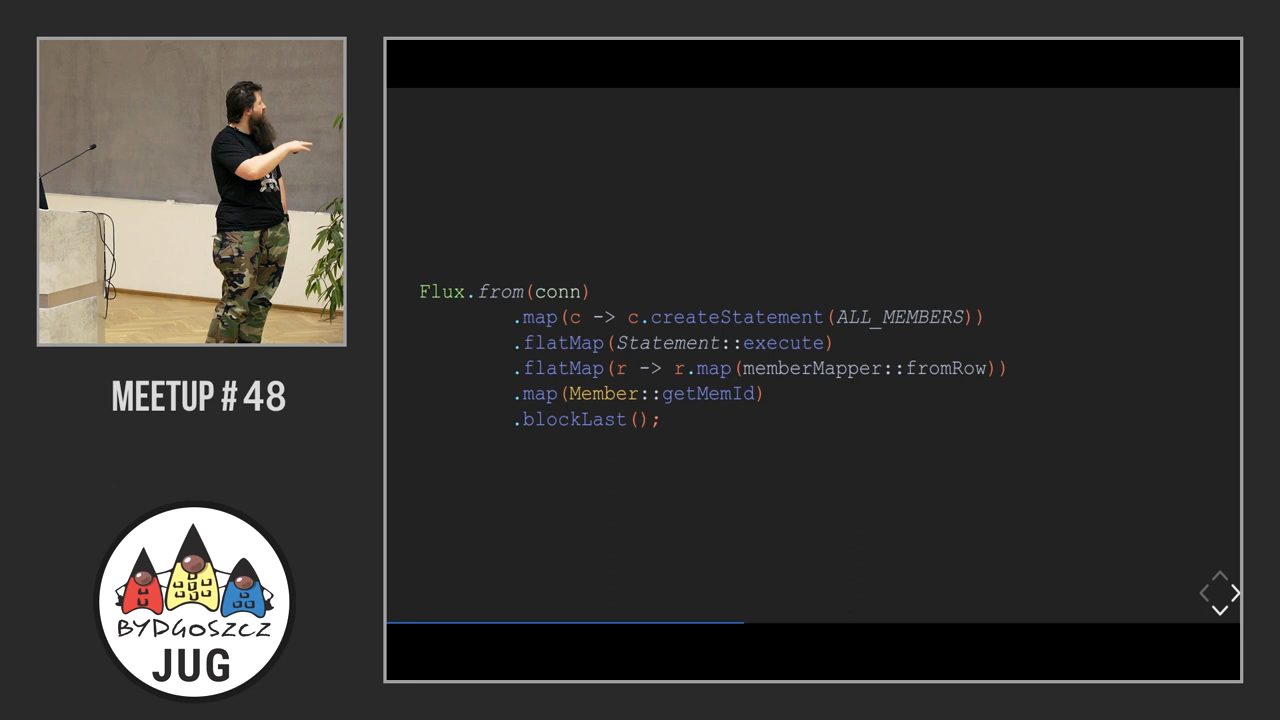 MEETUP # 48
BYDGOSZCZ
JUG
Flux.from(conn)
.map(c -> c.createStatement(ALL_MEMBERS))
.flatMap(Statement::execute)
.flatMap(r -> r.map(memberMapper::fromRow))
.map(Member::getMemId)
.blockLast();